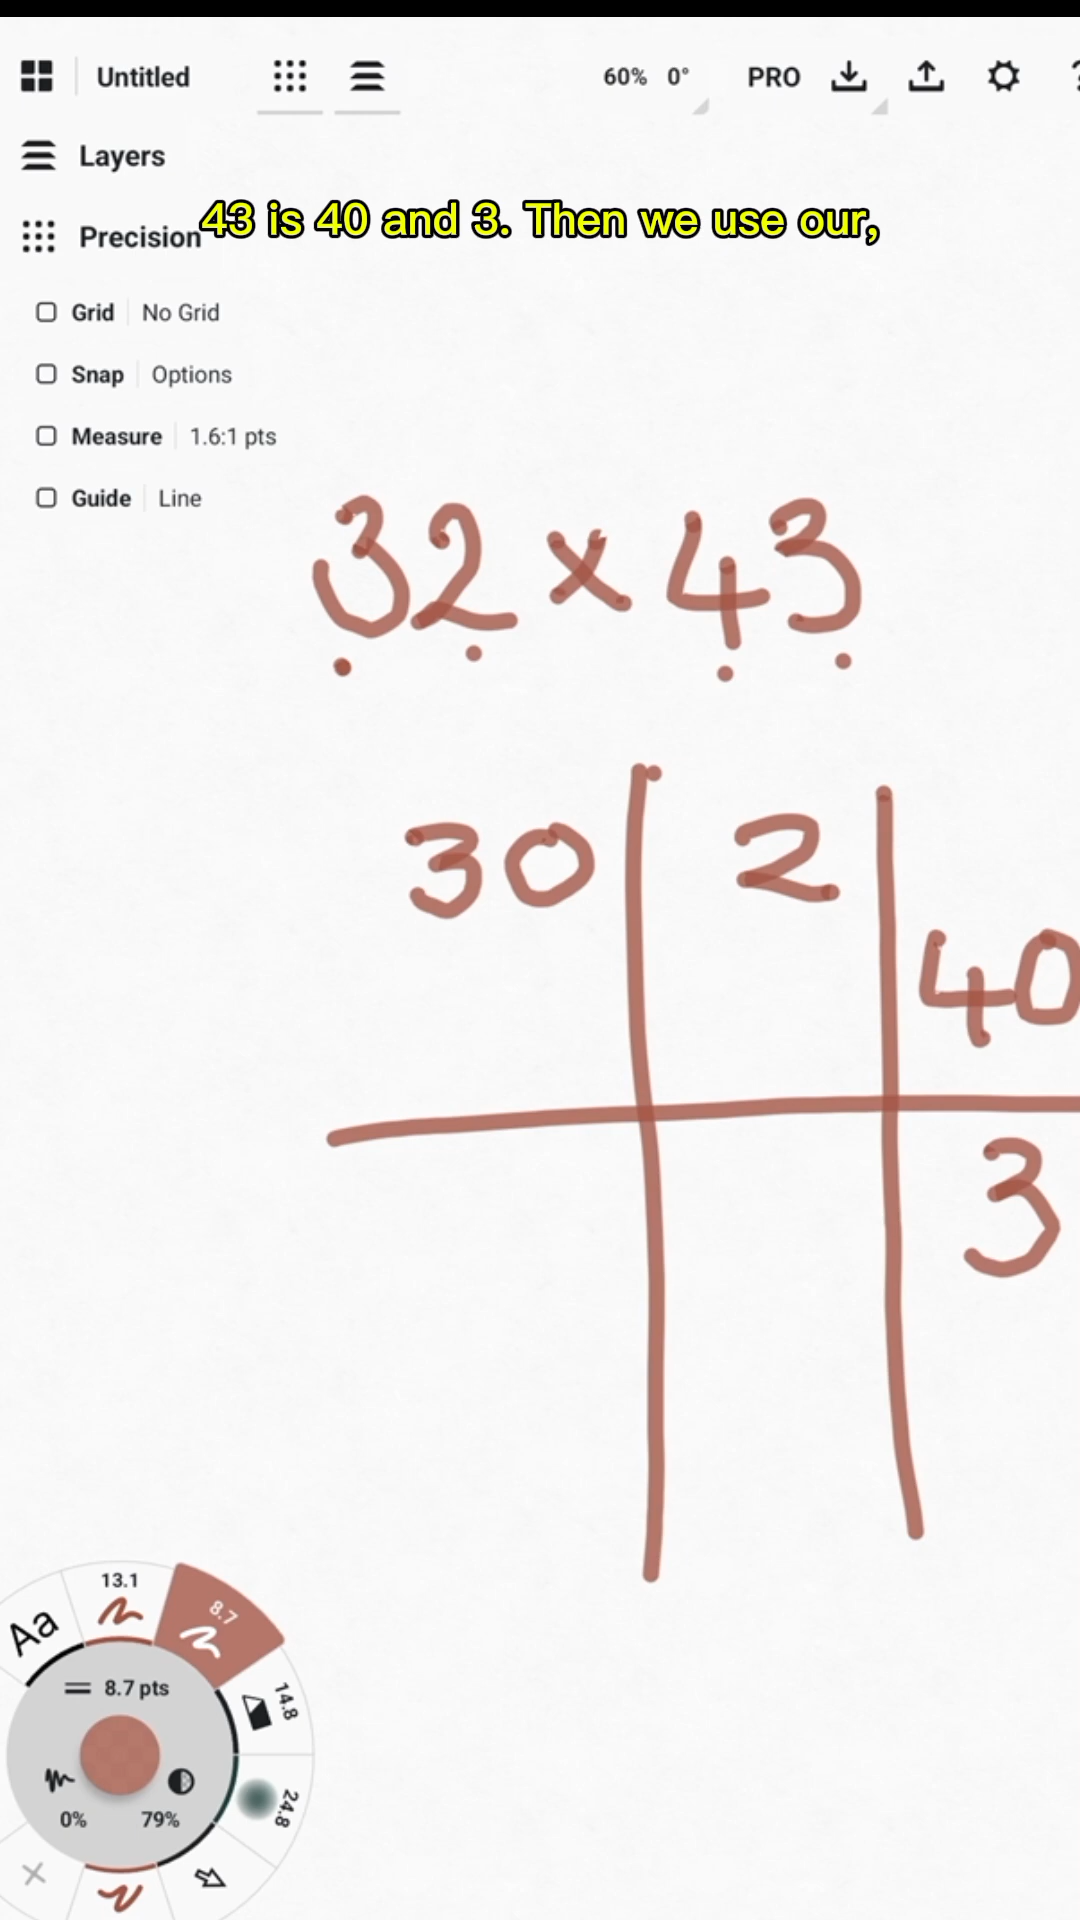 Untitled 60% 0° PRO ?
Layers
Precision
43 is 40 and 3. Then we use our,
Grid No Grid
Snap Options
Measure 1.6:1 pts
Guide Line
32 × 43
30 2
40
3
13.1
Aa 8.7
8.7 pts
14.8
0% 79% 24.8